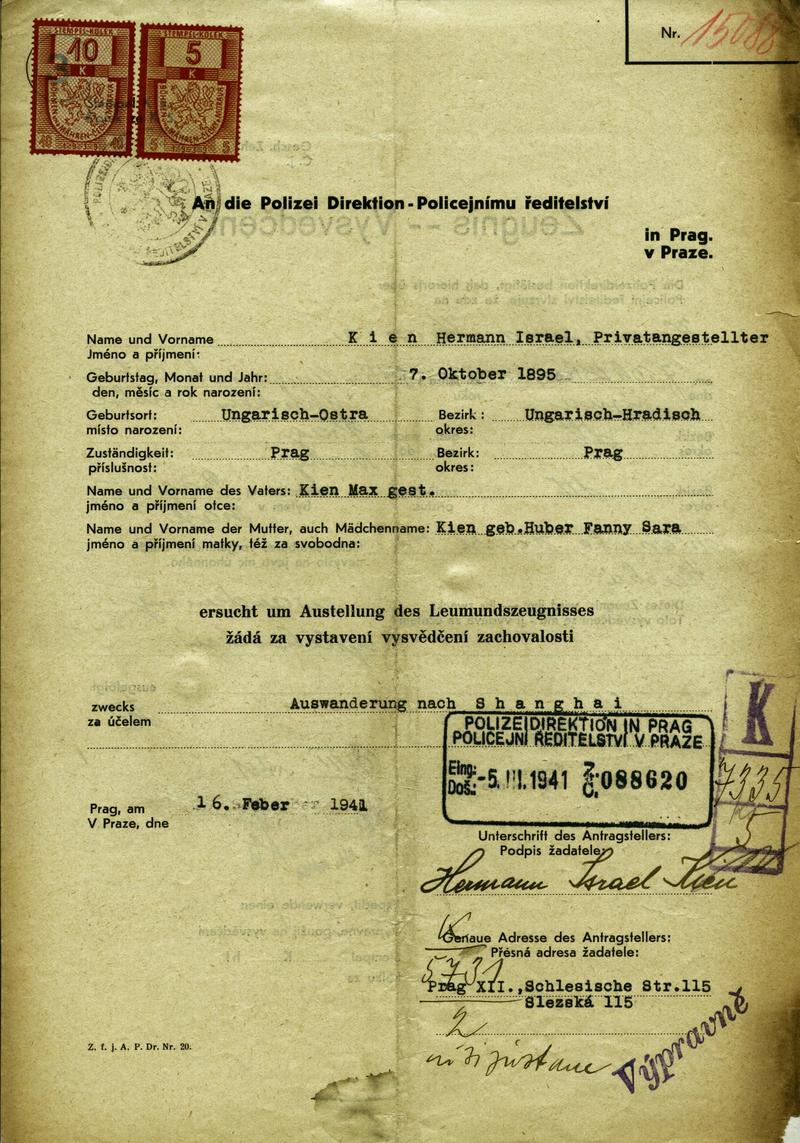 STEMPEL-KOLEK STEMPEL-KOLEK
10 5
K K
Nr. 15088
An die Polizei Direktion - Policejnímu ředitelství
in Prag.
v Praze.
Name und Vorname K i e n Hermann Israel, Privatangestellter
Jméno a příjmení:
Geburtstag, Monat und Jahr: 7. Oktober 1895
den, měsíc a rok narození:
Geburtsort: Ungarisch-Ostra Bezirk: Ungarisch-Hradisch
místo narození: okres:
Zuständigkeit: Prag Bezirk: Prag
příslušnost: okres:
Name und Vorname des Vaters: Kien Max gest.
jméno a příjmení otce:
Name und Vorname der Mutter, auch Mädchenname: Kien geb.Huber Fanny Sara
jméno a příjmení matky, též za svobodna:
ersucht um Austellung des Leumundszeugnisses
žádá za vystavení vysvědčení zachovalosti
zwecks Auswanderung nach S h a n g h a i
za účelem
POLIZEIDIREKTION IN PRAG
POLICEJNÍ ŘEDITELSTVÍ V PRAZE
Eing: Doš: -5. III. 1941 Z: Č. 088620
K
7335
5
Prag, am 16. Feber 1941
V Praze, dne
Unterschrift des Antragstellers:
Podpis žadatele:
Hermann Israel Kien
Genaue Adresse des Antragstellers:
Přesná adresa žadatele:
5731
Prag XII.,Schlesische Str.115
Slezská 115
2
Výpravně
Z. f. j. A. P. Dr. Nr. 20.